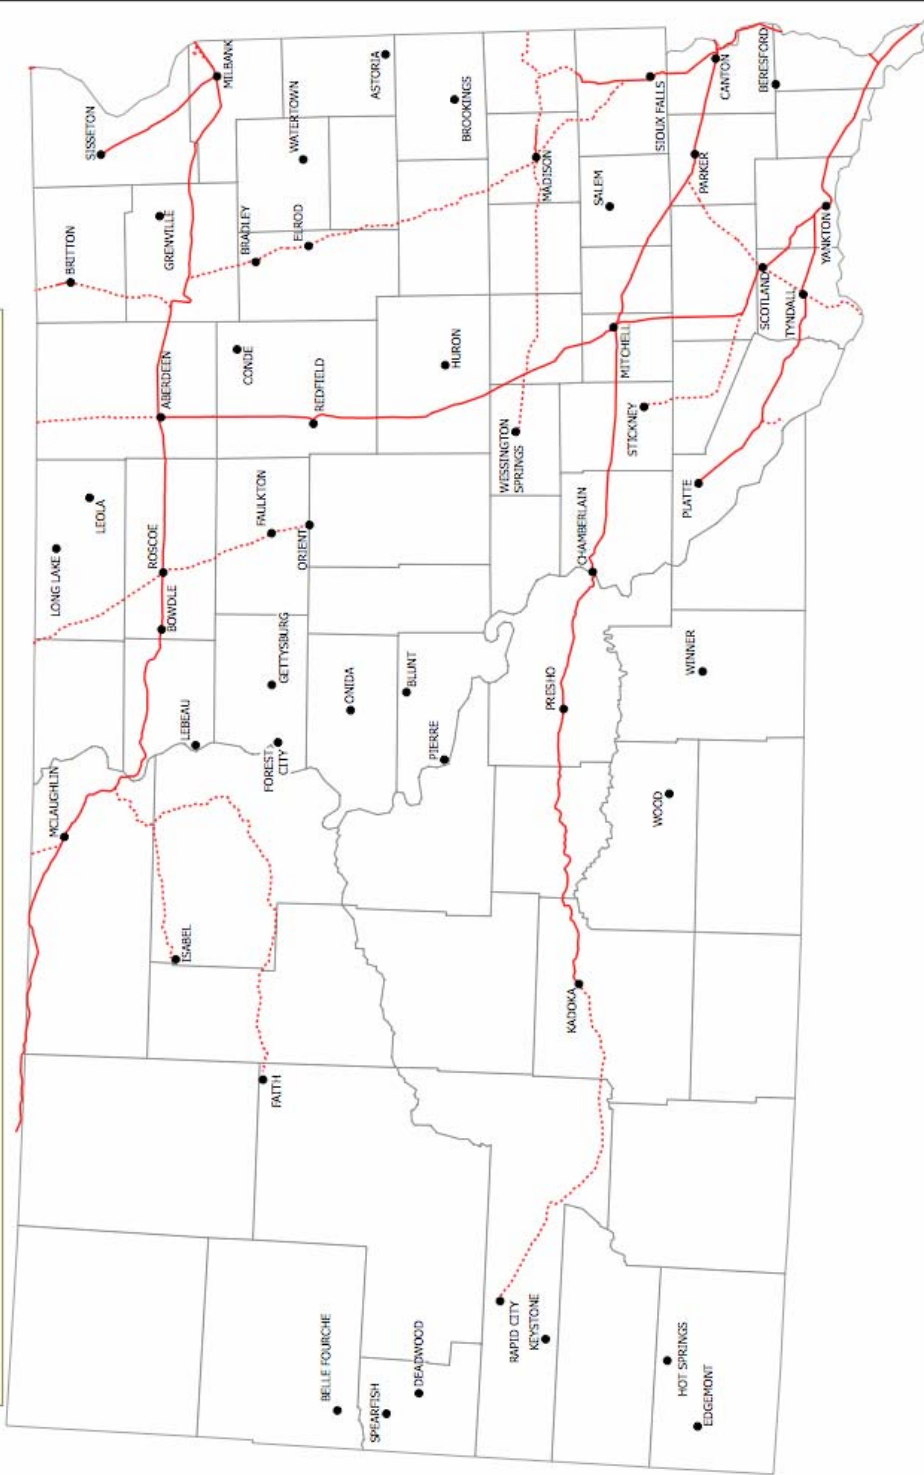 SISSETON
MILBANK
BRITTON
GRENVILLE
WATERTOWN
ASTORIA
BROOKINGS
BRADLEY
ELROD
MADISON
SIOUX FALLS
CANTON
BERESFORD
SALEM
PARKER
YANKTON
SCOTLAND
TYNDALL
ABERDEEN
CONDE
REDFIELD
HURON
MITCHELL
WESSINGTON
SPRINGS
STICKNEY
PLATTE
LEOLA
LONG LAKE
ROSCOE
BOWDLE
FAULKTON
ORIENT
CHAMBERLAIN
GETTYSBURG
LEBEAU
FOREST
CITY
ONIDA
BLUNT
PIERRE
PRESHO
WINNER
WOOD
MCLAUGHLIN
ISABEL
FAITH
KADOKA
BELLE FOURCHE
SPEARFISH
DEADWOOD
RAPID CITY
KEYSTONE
HOT SPRINGS
EDGEMONT